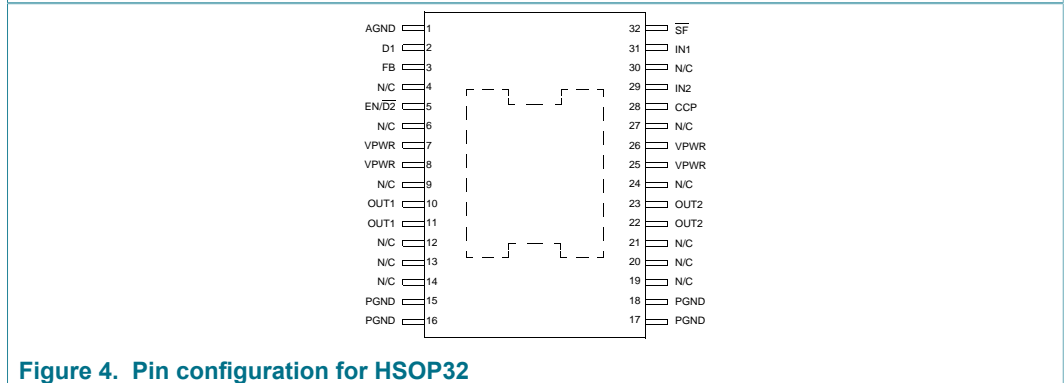 AGND 1 32 S̅F̅
D1 2 31 IN1
FB 3 30 N/C
N/C 4 29 IN2
EN/D̅2̅ 5 28 CCP
N/C 6 27 N/C
VPWR 7 26 VPWR
VPWR 8 25 VPWR
N/C 9 24 N/C
OUT1 10 23 OUT2
OUT1 11 22 OUT2
N/C 12 21 N/C
N/C 13 20 N/C
N/C 14 19 N/C
PGND 15 18 PGND
PGND 16 17 PGND
Figure 4. Pin configuration for HSOP32